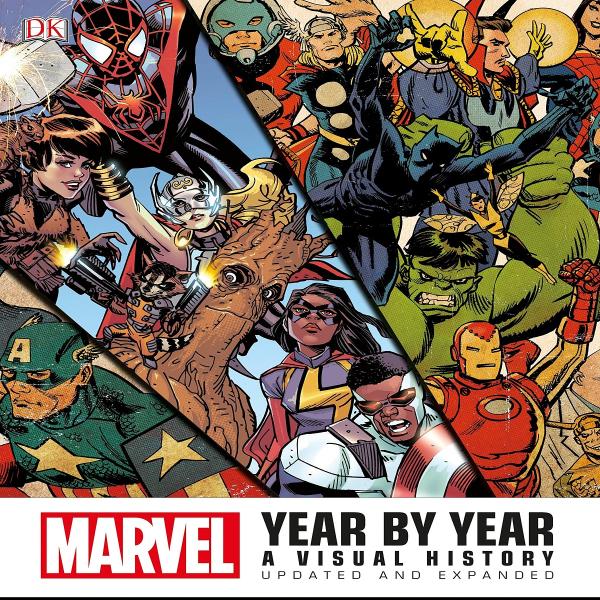 DK
A
MARVEL
YEAR BY YEAR
A VISUAL HISTORY
UPDATED AND EXPANDED